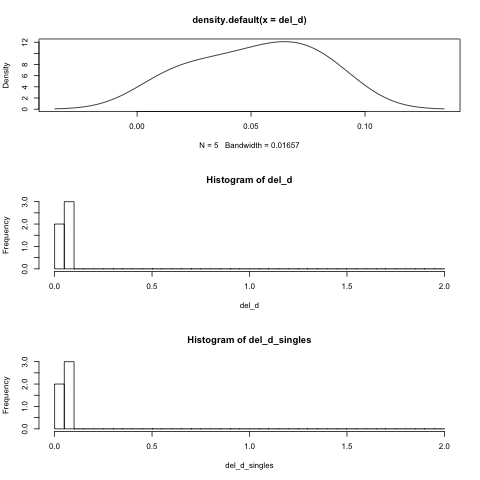 density.default(x = del_d)
Density
0 2 4 6 8 12
0.00 0.05 0.10
N = 5 Bandwidth = 0.01657
Histogram of del_d
Frequency
0.0 1.0 2.0 3.0
0.0 0.5 1.0 1.5 2.0
del_d
Histogram of del_d_singles
Frequency
0.0 1.0 2.0 3.0
0.0 0.5 1.0 1.5 2.0
del_d_singles